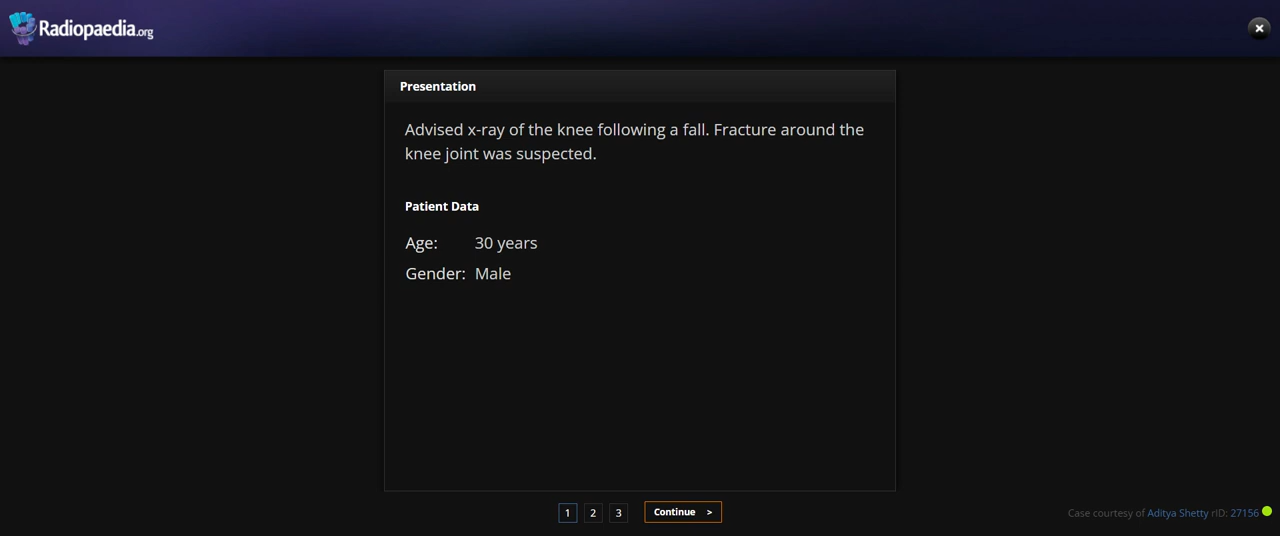 Radiopaedia.org
Presentation
Advised x-ray of the knee following a fall. Fracture around the
knee joint was suspected.
Patient Data
Age: 30 years
Gender: Male
1 2 3 Continue >
Case courtesy of Aditya Shetty rID: 27156